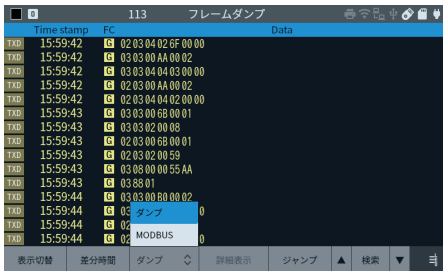 0 113 フレームダンプ
Time stamp FC Data
TXD 15:59:42 G 02 03 04 02 6F 00 00
TXD 15:59:42 G 03 03 00 AA 00 02
TXD 15:59:42 G 03 03 04 04 03 00 00
TXD 15:59:42 G 02 03 00 AA 00 02
TXD 15:59:42 G 02 03 04 04 02 00 00
TXD 15:59:43 G 03 03 00 6B 00 01
TXD 15:59:43 G 03 03 02 00 08
TXD 15:59:43 G 02 03 00 6B 00 01
TXD 15:59:43 G 02 03 02 00 59
TXD 15:59:43 G 03 08 00 00 55 AA
TXD 15:59:43 G 03 88 01
TXD 15:59:44 G 03 03 00 B0 00 02
TXD 15:59:44 G 03 0
TXD 15:59:44 G 02
TXD 15:59:44 G 02 0
ダンプ
MODBUS
表示切替 差分時間 ダンプ 詳細表示 ジャンプ ▲ 検索 ▼